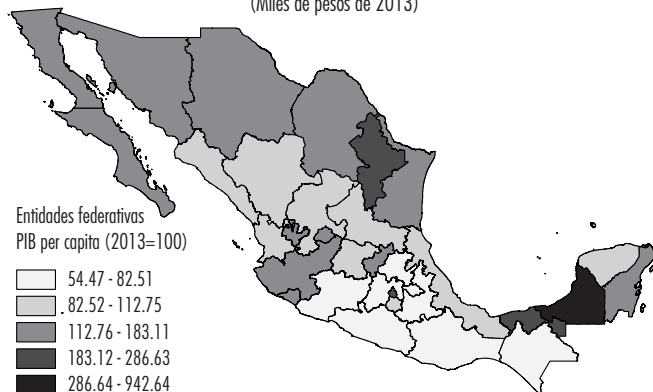 (Miles de pesos de 2013)
Entidades federativas
PIB per capita (2013=100)
54.47 - 82.51
82.52 - 112.75
112.76 - 183.11
183.12 - 286.63
286.64 - 942.64